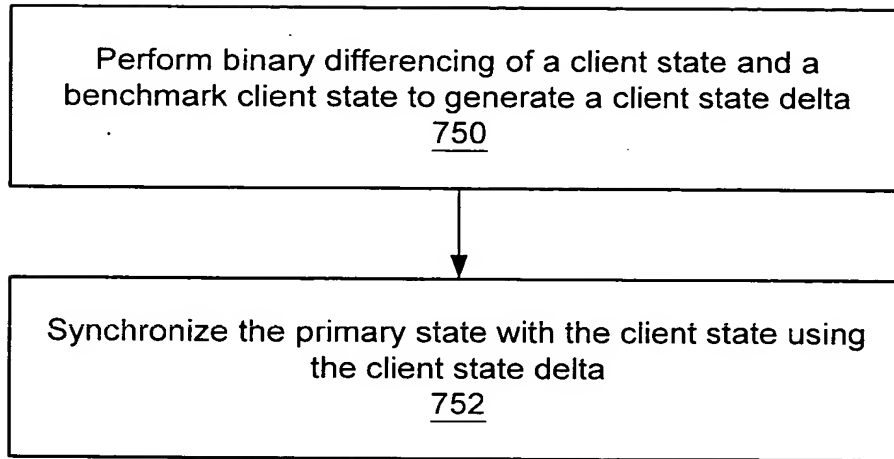 Perform binary differencing of a client state and a
benchmark client state to generate a client state delta
750
Synchronize the primary state with the client state using
the client state delta
752